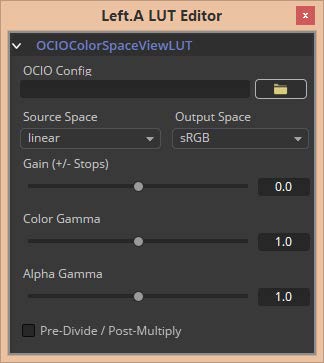 Left.A LUT Editor
OCIOColorSpaceViewLUT
OCIO Config
Source Space Output Space
linear sRGB
Gain (+/- Stops)
0.0
Color Gamma
1.0
Alpha Gamma
1.0
Pre-Divide / Post-Multiply